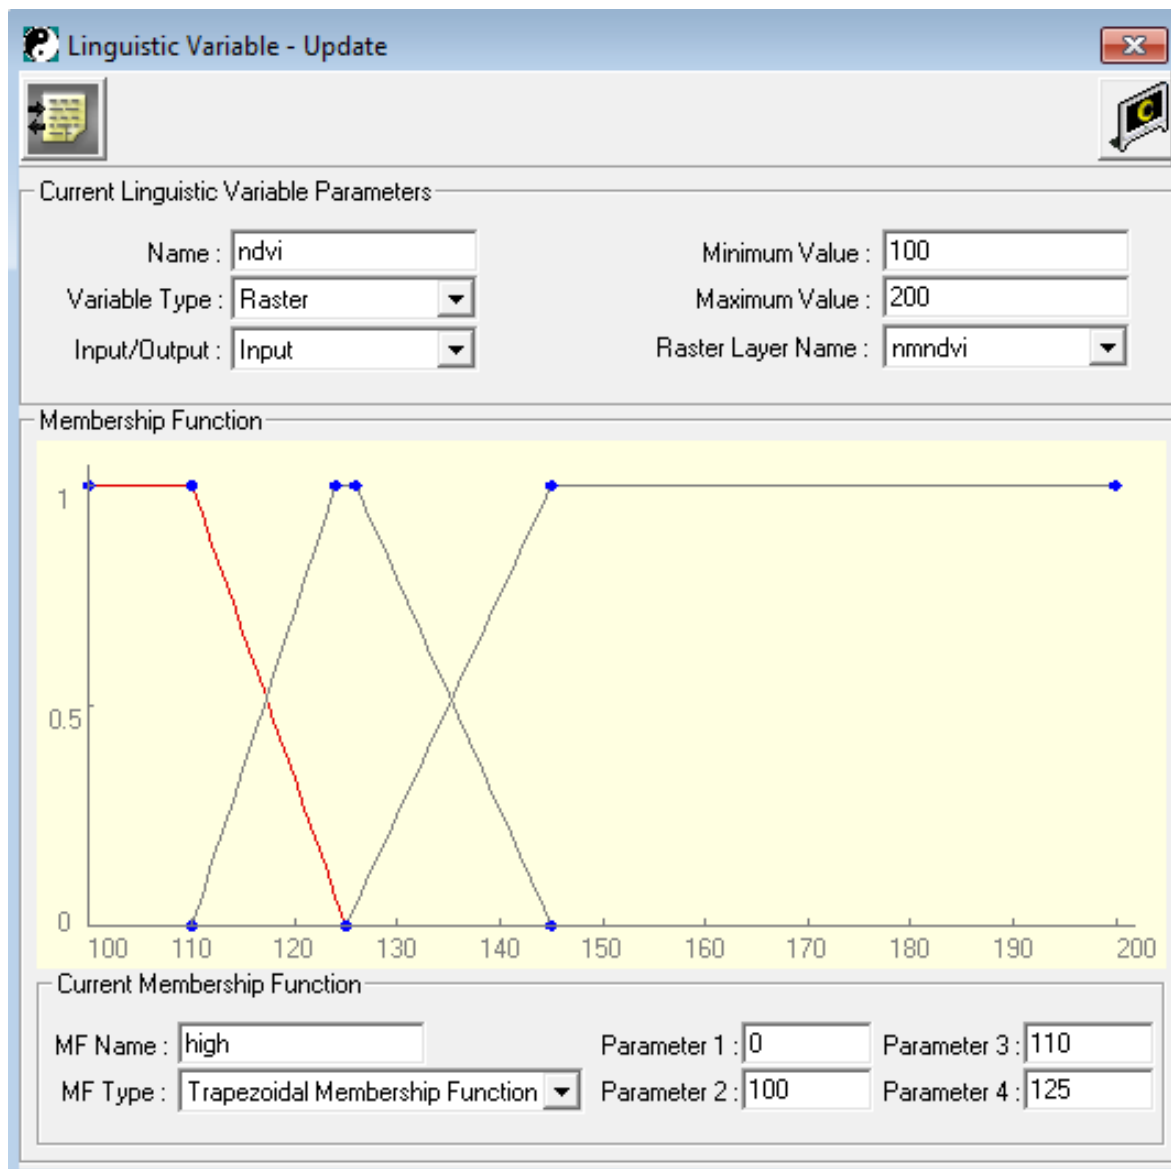 Linguistic Variable - Update
C
Current Linguistic Variable Parameters
Name : ndvi
Minimum Value : 100
Variable Type : Raster
Maximum Value : 200
Input/Output : Input
Raster Layer Name : nmndvi
Membership Function
1
0.5
0
100 110 120 130 140 150 160 170 180 190 200
Current Membership Function
MF Name : high
Parameter 1 : 0
Parameter 3 : 110
MF Type : Trapezoidal Membership Function
Parameter 2 : 100
Parameter 4 : 125